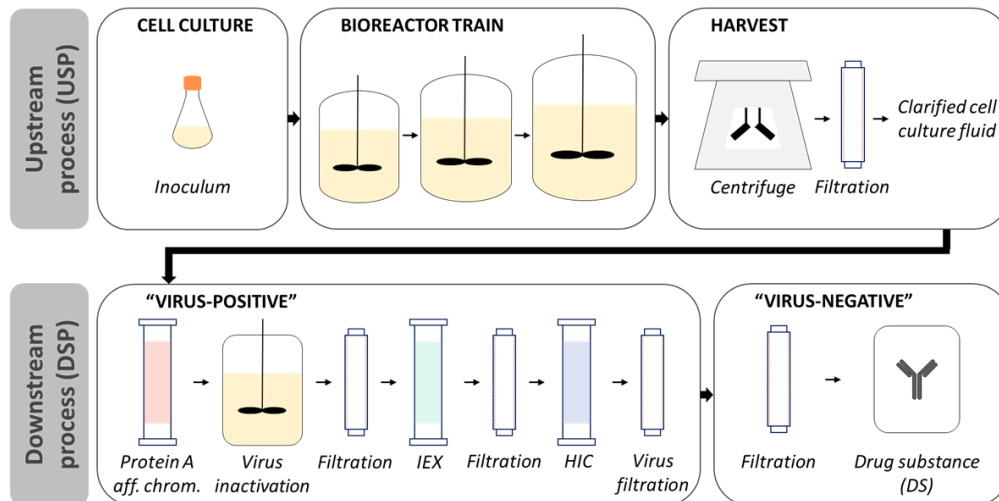 Upstream
process (USP)
CELL CULTURE
Inoculum
BIOREACTOR TRAIN
HARVEST
Centrifuge
Filtration
Clarified cell
culture fluid
Downstream
process (DSP)
“VIRUS-POSITIVE”
Protein A
aff. chrom.
Virus
inactivation
Filtration
IEX
Filtration
HIC
Virus
filtration
“VIRUS-NEGATIVE”
Filtration
Drug substance
(DS)